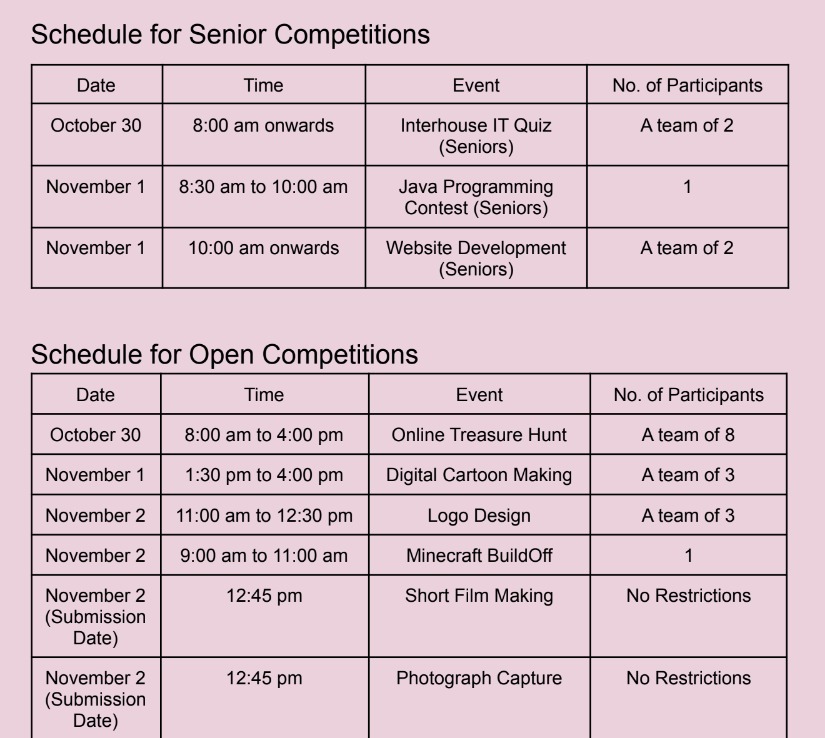 Schedule for Senior Competitions
Date Time Event No. of Participants
October 30 8:00 am onwards Interhouse IT Quiz (Seniors) A team of 2
November 1 8:30 am to 10:00 am Java Programming Contest (Seniors) 1
November 1 10:00 am onwards Website Development (Seniors) A team of 2
Schedule for Open Competitions
Date Time Event No. of Participants
October 30 8:00 am to 4:00 pm Online Treasure Hunt A team of 8
November 1 1:30 pm to 4:00 pm Digital Cartoon Making A team of 3
November 2 11:00 am to 12:30 pm Logo Design A team of 3
November 2 9:00 am to 11:00 am Minecraft BuildOff 1
November 2 (Submission Date) 12:45 pm Short Film Making No Restrictions
November 2 (Submission Date) 12:45 pm Photograph Capture No Restrictions